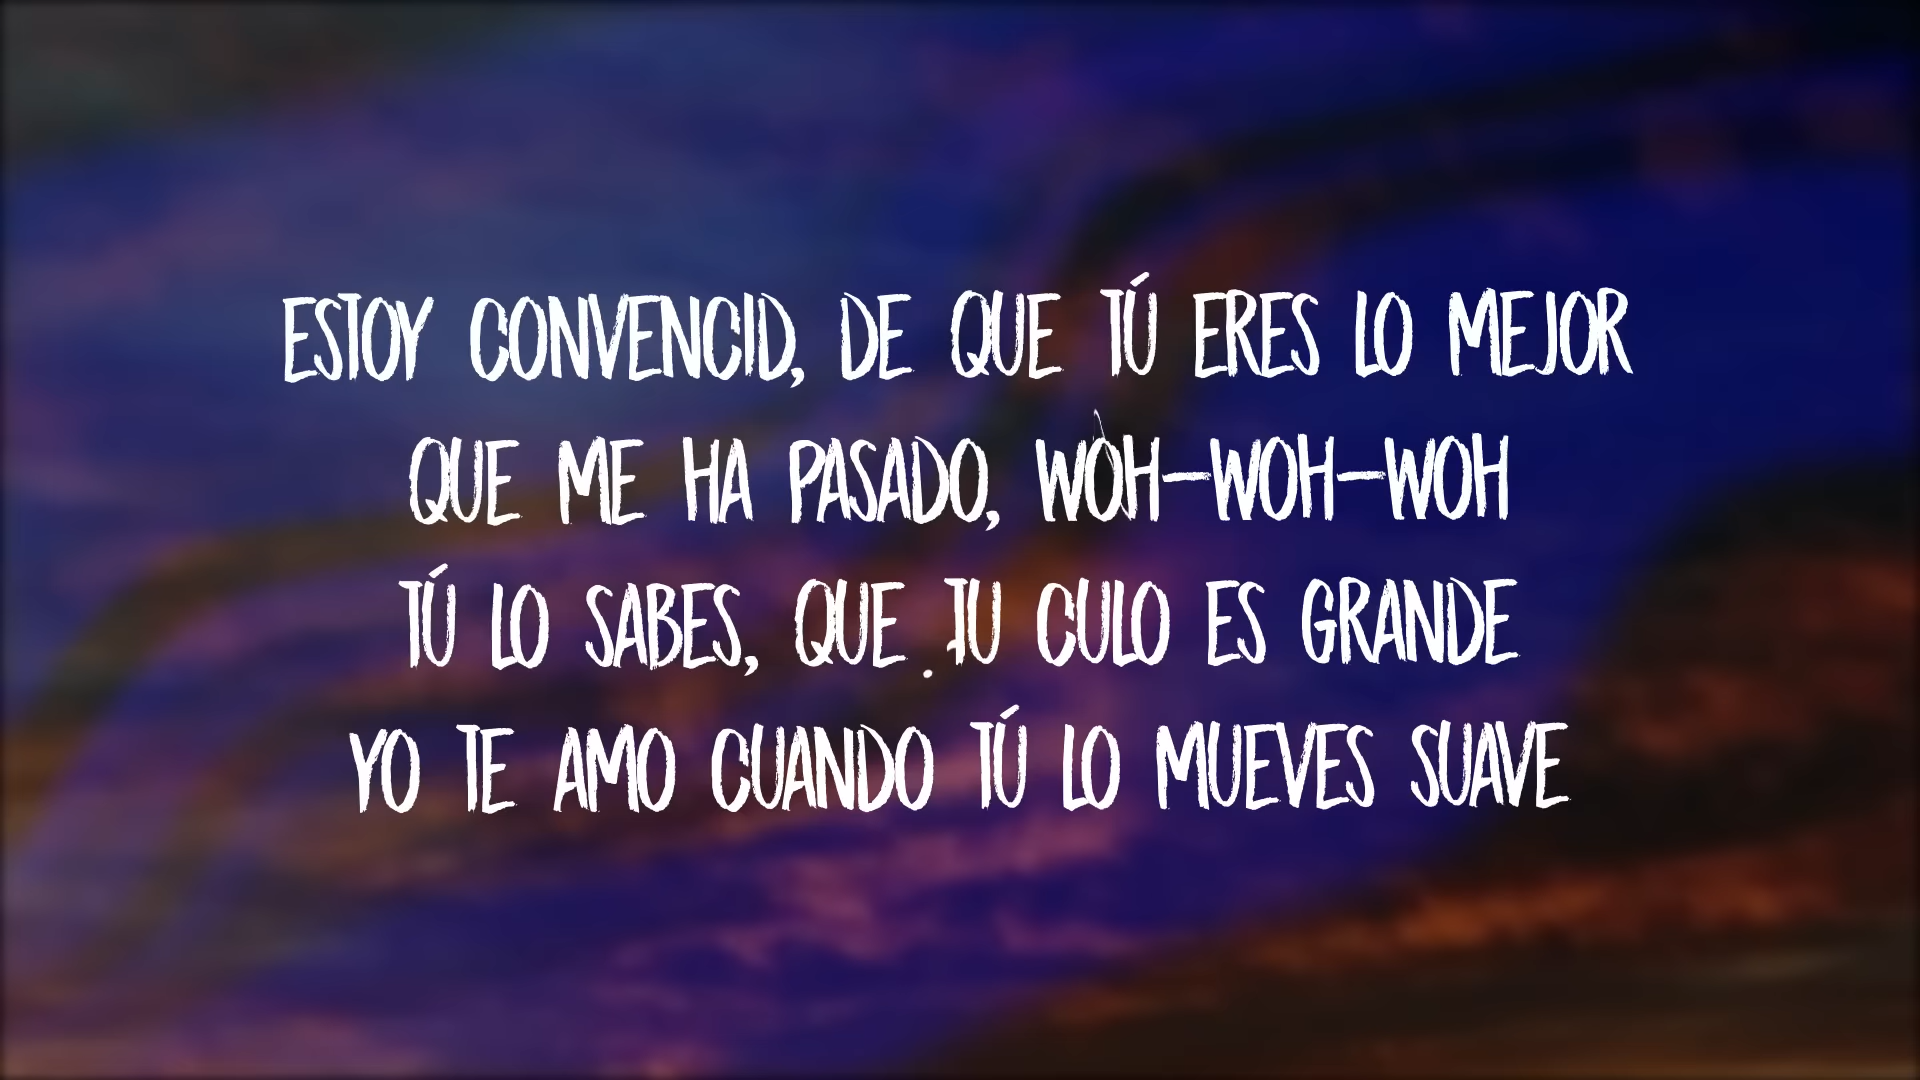 ESTOY CONVENCID, DE QUE TÚ ERES LO MEJOR
QUE ME HA PASADO, WOH-WOH-WOH
TÚ LO SABES, QUE TU CULO ES GRANDE
YO TE AMO CUANDO TÚ LO MUEVES SUAVE